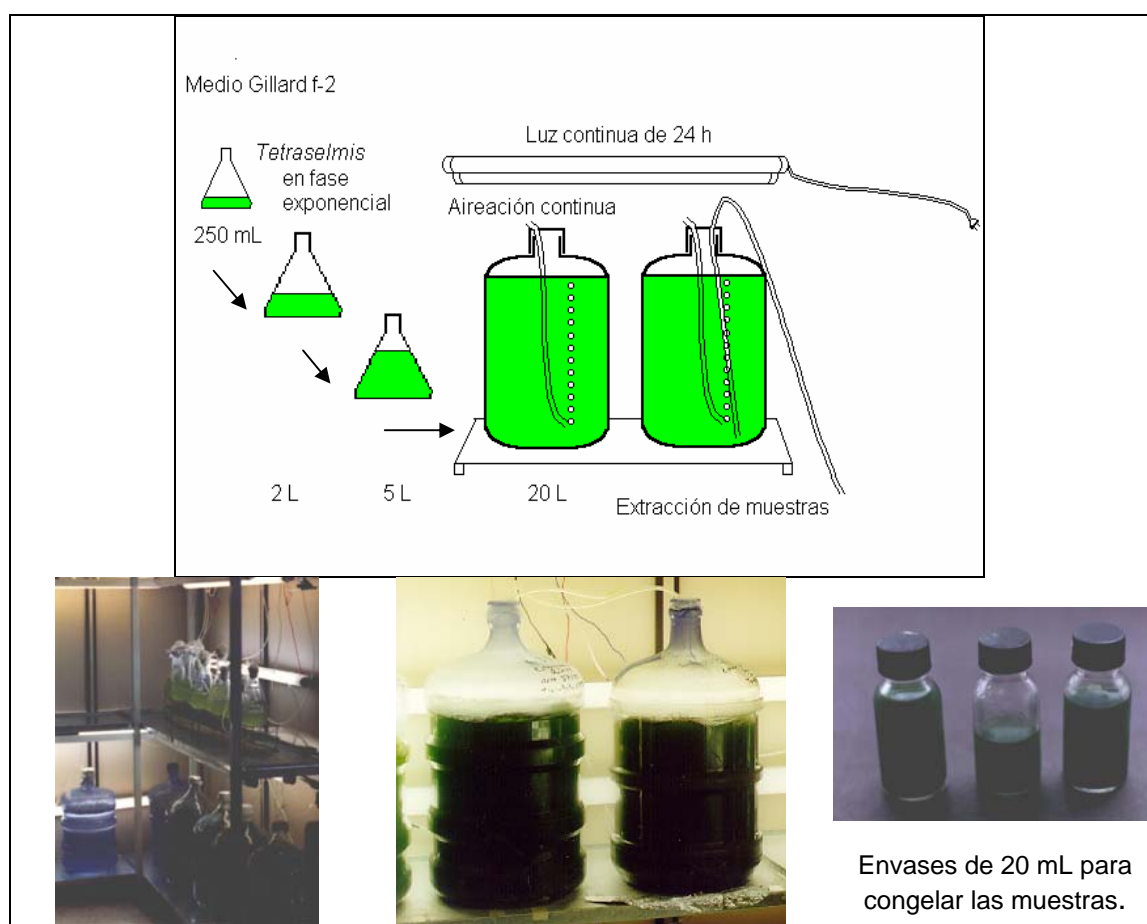 Medio Gillard f-2
Luz continua de 24 h
Tetraselmis
en fase
exponencial
Aireación continua
250 mL
2 L
5 L
20 L
Extracción de muestras
Envases de 20 mL para
congelar las muestras.